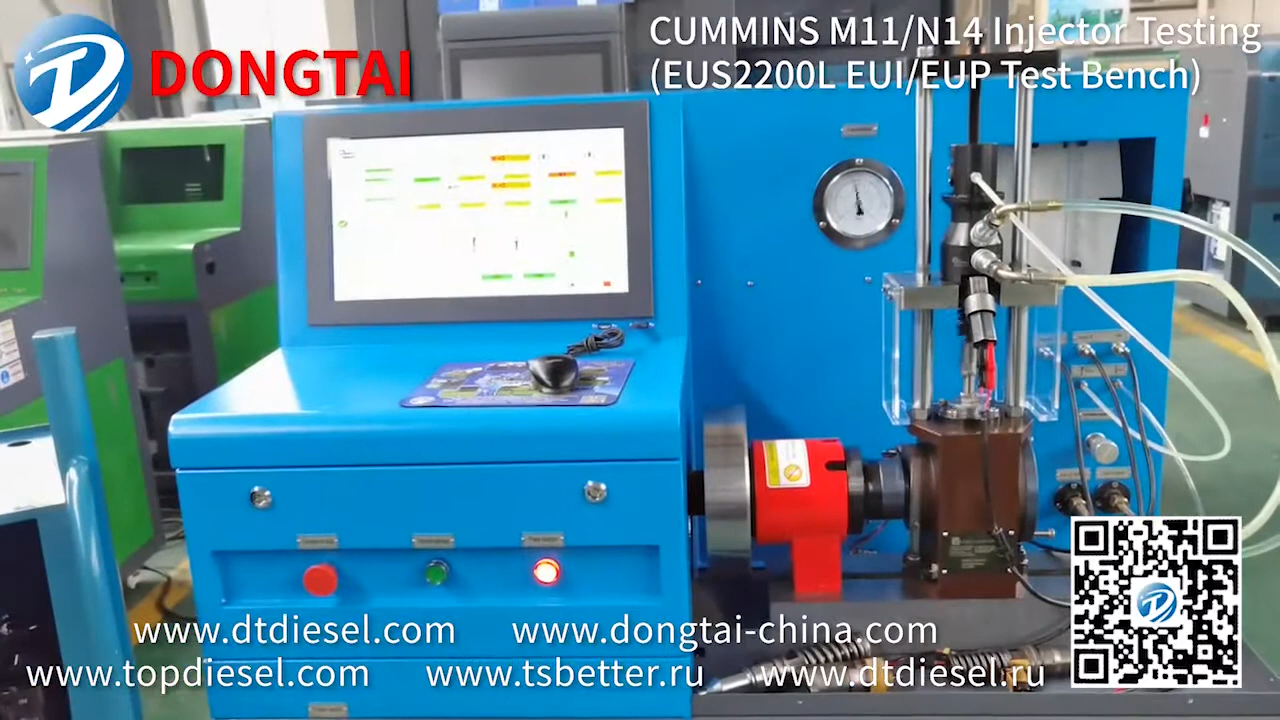 DONGTAI
CUMMINS M11/N14 Injector Testing
(EUS2200L EUI/EUP Test Bench)
www.dtdiesel.com www.dongtai-china.com
www.topdiesel.com www.tsbetter.ru www.dtdiesel.ru